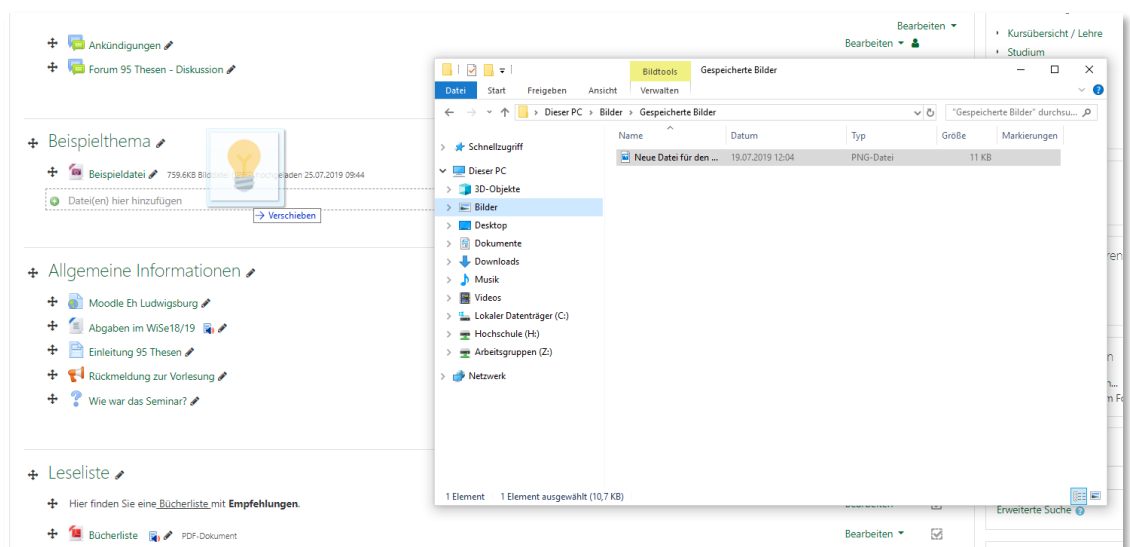 Bearbeiten
Ankündigungen
Bearbeiten
Forum 95 Thesen - Diskussion
Kursübersicht / Lehre
Studium
Beispielthema
Beispieldatei 759.6KB geladen 25.07.2019 09:44
Datei(en) hier hinzufügen
Verschieben
Allgemeine Informationen
Moodle Eh Ludwigsburg
Abgaben im WiSe18/19
Einleitung 95 Thesen
Rückmeldung zur Vorlesung
Wie war das Seminar?
Leseliste
Hier finden Sie eine Bücherliste mit Empfehlungen.
Bücherliste PDF-Dokument
Bearbeiten
Bildtools Gespeicherte Bilder
Datei Start Freigeben Ansicht Verwalten
Dieser PC > Bilder > Gespeicherte Bilder
"Gespeicherte Bilder" durchsu...
Name Datum Typ Größe Markierungen
Neue Datei für den ... 19.07.2019 12:04 PNG-Datei 11 KB
Schnellzugriff
Dieser PC
3D-Objekte
Bilder
Desktop
Dokumente
Downloads
Musik
Videos
Lokaler Datenträger (C:)
Hochschule (H:)
Arbeitsgruppen (Z:)
Netzwerk
1 Element 1 Element ausgewählt (10,7 KB)
Erweiterte Suche